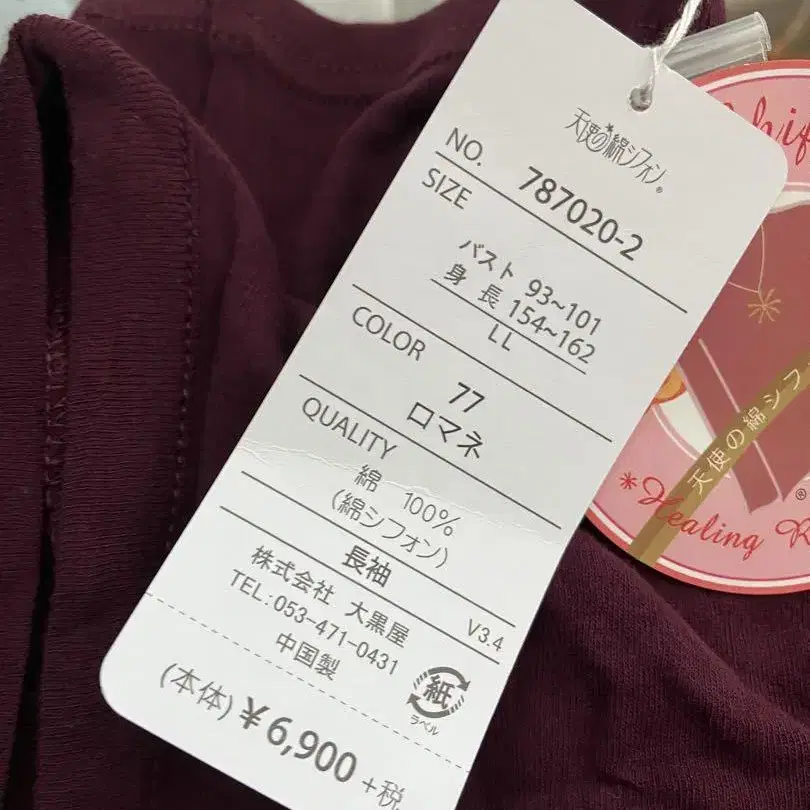 天使の綿シフォン®
NO. 787020-2
SIZE
バスト 93~101
身 長 154~162
LL
COLOR
77
ロマネ
QUALITY
綿 100%
(綿シフォン)
長袖
V3.4
株式会社 大黒屋
TEL:053-471-0431
中国製
紙
ラベル
(本体) ¥6,900 +税
天使の綿シフ
®
*Healing